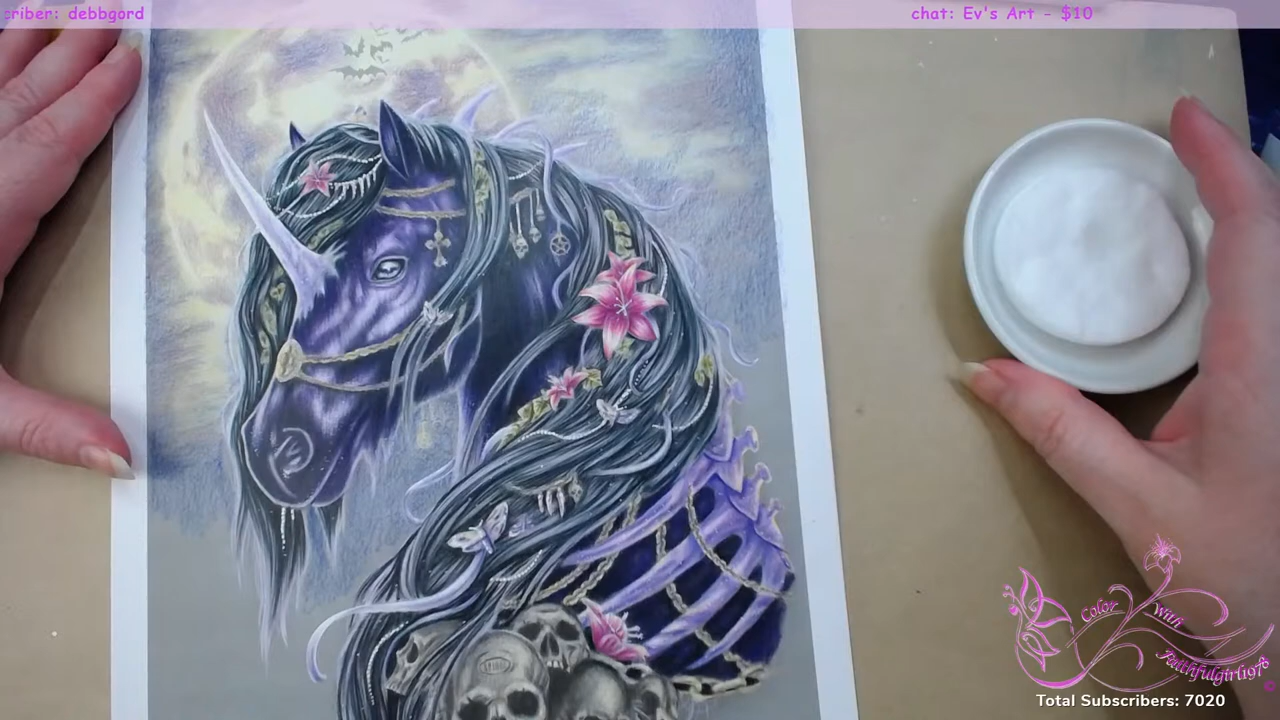 criber: debbgord
chat: Ev's Art - $10
Color With
Faithfulgirl1978 ©
Total Subscribers: 7020